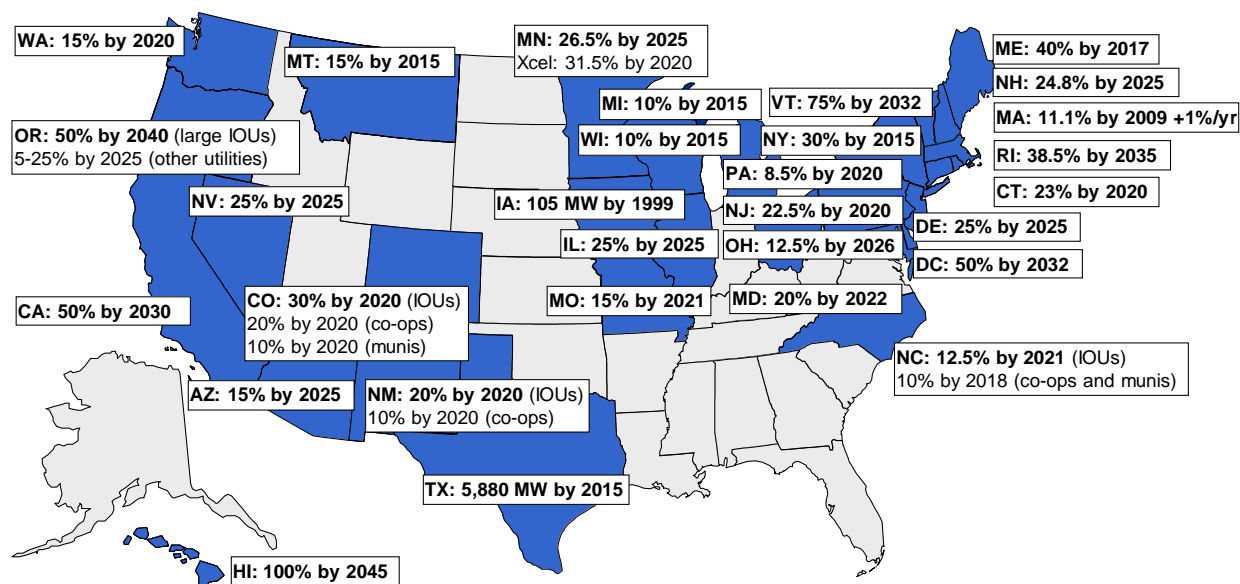 WA: 15% by 2020
MT: 15% by 2015
MN: 26.5% by 2025
Xcel: 31.5% by 2020
ME: 40% by 2017
NH: 24.8% by 2025
MI: 10% by 2015
VT: 75% by 2032
MA: 11.1% by 2009 +1%/yr
OR: 50% by 2040 (large IOUs)
5-25% by 2025 (other utilities)
WI: 10% by 2015
NY: 30% by 2015
RI: 38.5% by 2035
PA: 8.5% by 2020
CT: 23% by 2020
NV: 25% by 2025
IA: 105 MW by 1999
NJ: 22.5% by 2020
DE: 25% by 2025
IL: 25% by 2025
OH: 12.5% by 2026
DC: 50% by 2032
CA: 50% by 2030
CO: 30% by 2020 (IOUs)
20% by 2020 (co-ops)
10% by 2020 (munis)
MO: 15% by 2021
MD: 20% by 2022
NC: 12.5% by 2021 (IOUs)
10% by 2018 (co-ops and munis)
AZ: 15% by 2025
NM: 20% by 2020 (IOUs)
10% by 2020 (co-ops)
TX: 5,880 MW by 2015
HI: 100% by 2045